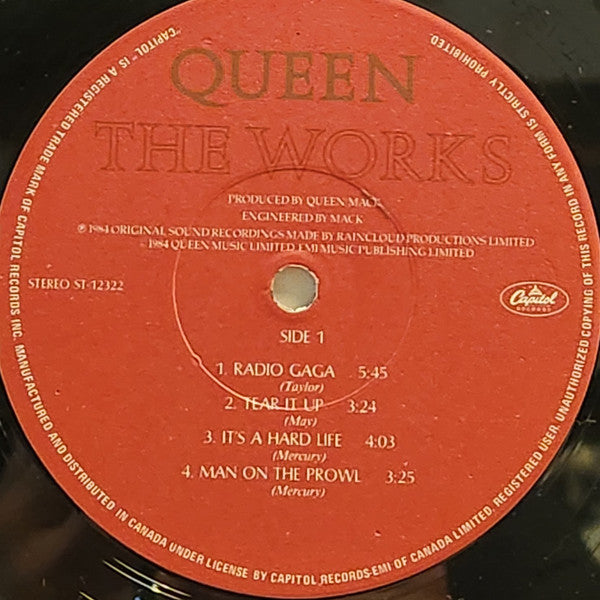 QUEEN
THE WORKS
PRODUCED BY QUEEN MACK
ENGINEERED BY MACK
℗ 1984 ORIGINAL SOUND RECORDINGS MADE BY RAINCLOUD PRODUCTIONS LIMITED
1984 QUEEN MUSIC LIMITED. EMI MUSIC PUBLISHING LIMITED
STEREO ST-12322
Capitol
RECORDS
SIDE 1
1. RADIO GAGA 5:45
(Taylor)
2. TEAR IT UP 3:24
(May)
3. IT'S A HARD LIFE 4:03
(Mercury)
4. MAN ON THE PROWL 3:25
(Mercury)
"CAPITOL" IS A REGISTERED TRADE MARK OF CAPITOL RECORDS INC. MANUFACTURED AND DISTRIBUTED IN CANADA UNDER LICENSE BY CAPITOL RECORDS-EMI OF CANADA LIMITED. REGISTERED USER. UNAUTHORIZED COPYING OF THIS RECORD IN ANY FORM IS STRICTLY PROHIBITED